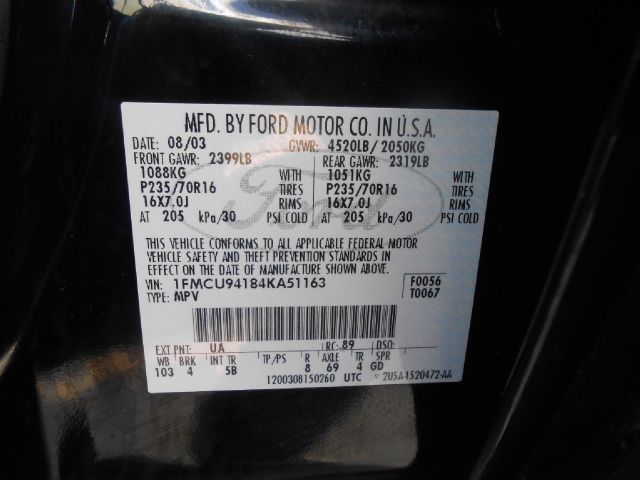 MFD. BY FORD MOTOR CO. IN U.S.A.
DATE 08/03 GVWR: 4520LB / 2050KG
FRONT GAWR: 2399LB REAR GAWR: 2319LB
1088KG WITH 1051KG WITH
P235/70R16 TIRES P235/70R16 TIRES
16X7.0J RIMS 16X7.0J RIMS
AT 205 kPa/30 PSI COLD AT 205 kPa/30 PSI COLD
Ford
THIS VEHICLE CONFORMS TO ALL APPLICABLE FEDERAL MOTOR
VEHICLE SAFETY AND THEFT PREVENTION STANDARDS IN
EFFECT ON THE DATE OF MANUFACTURE SHOWN ABOVE.
VIN: 1FMCU94184KA51163 F0056
TYPE: MPV T0067
EXT PNT: UA RC: 89 DSO:
WB BRK INT TR TP/PS R AXLE TR SPR
103 4 5B 8 69 4 GD
120030815026O UTC 2U5A-1520472-AA